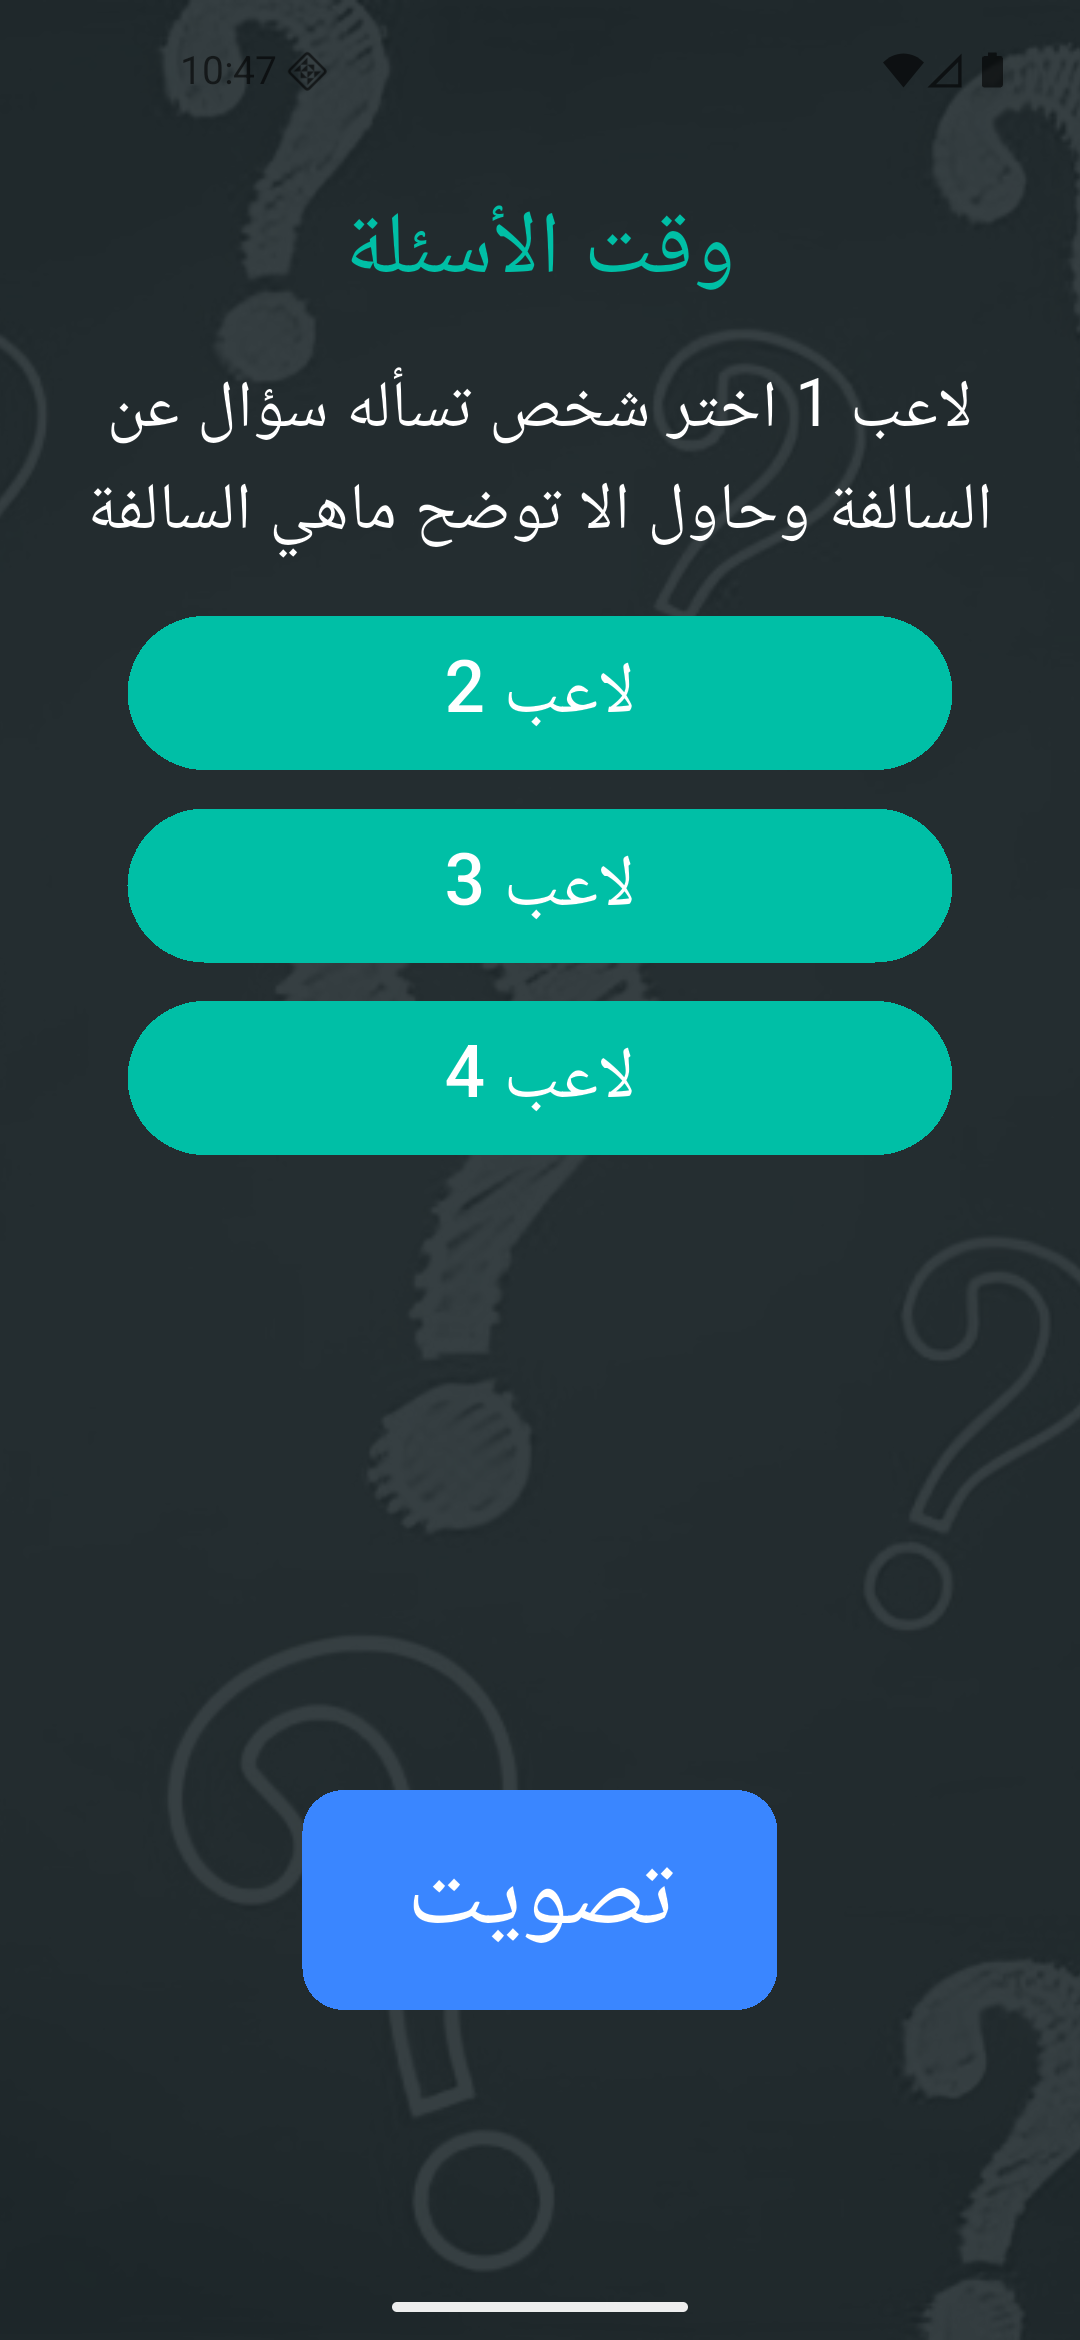 10:47
وقت الأسئلة
لاعب 1 اختر شخص تسأله سؤال عن
السالفة وحاول الا توضح ماهي السالفة
لاعب 2
لاعب 3
لاعب 4
تصويت